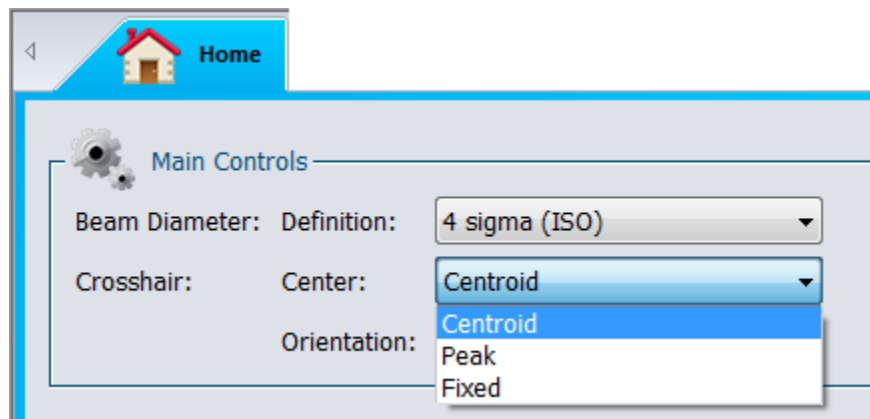 Home
Main Controls
Beam Diameter: Definition: 4 sigma (ISO)
Crosshair: Center: Centroid
Centroid
Orientation:
Peak
Fixed